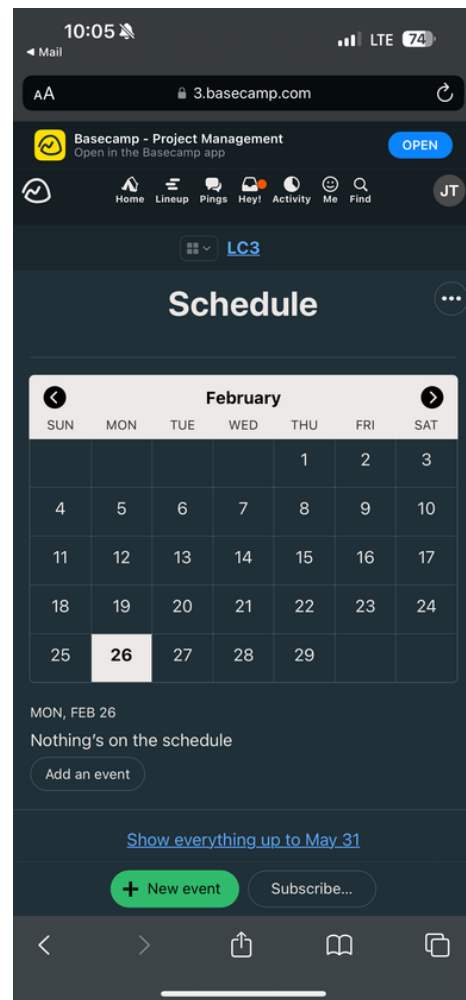 10:05
LTE 74
◀ Mail
AA 3.basecamp.com
Basecamp - Project Management
Open in the Basecamp app
OPEN
Home Lineup Pings Hey! Activity Me Find
JT
LC3
Schedule
February
SUN MON TUE WED THU FRI SAT
1 2 3
4 5 6 7 8 9 10
11 12 13 14 15 16 17
18 19 20 21 22 23 24
25 26 27 28 29
MON, FEB 26
Nothing's on the schedule
Add an event
Show everything up to May 31
+ New event Subscribe...